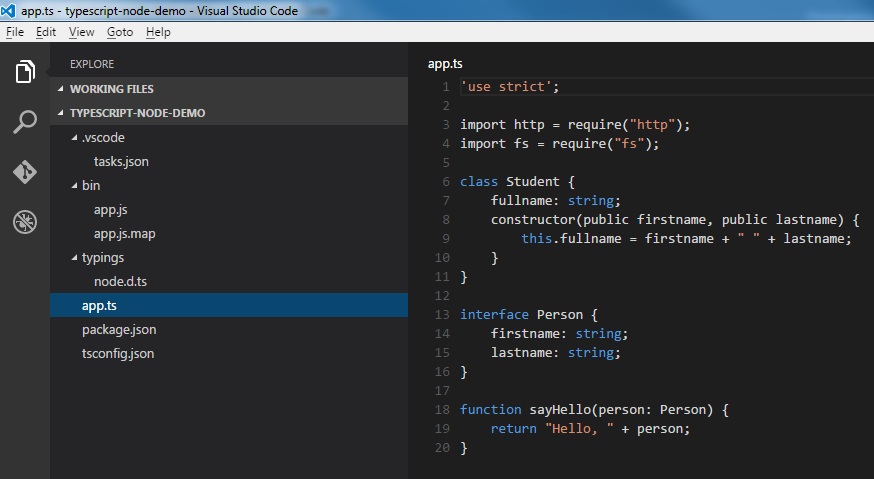 app.ts - typescript-node-demo - Visual Studio Code
File Edit View Goto Help
EXPLORE
WORKING FILES
TYPESCRIPT-NODE-DEMO
.vscode
tasks.json
bin
app.js
app.js.map
typings
node.d.ts
app.ts
package.json
tsconfig.json
app.ts
1 'use strict';
2
3 import http = require("http");
4 import fs = require("fs");
5
6 class Student {
7     fullname: string;
8     constructor(public firstname, public lastname) {
9         this.fullname = firstname + " " + lastname;
10     }
11 }
12
13 interface Person {
14     firstname: string;
15     lastname: string;
16 }
17
18 function sayHello(person: Person) {
19     return "Hello, " + person;
20 }